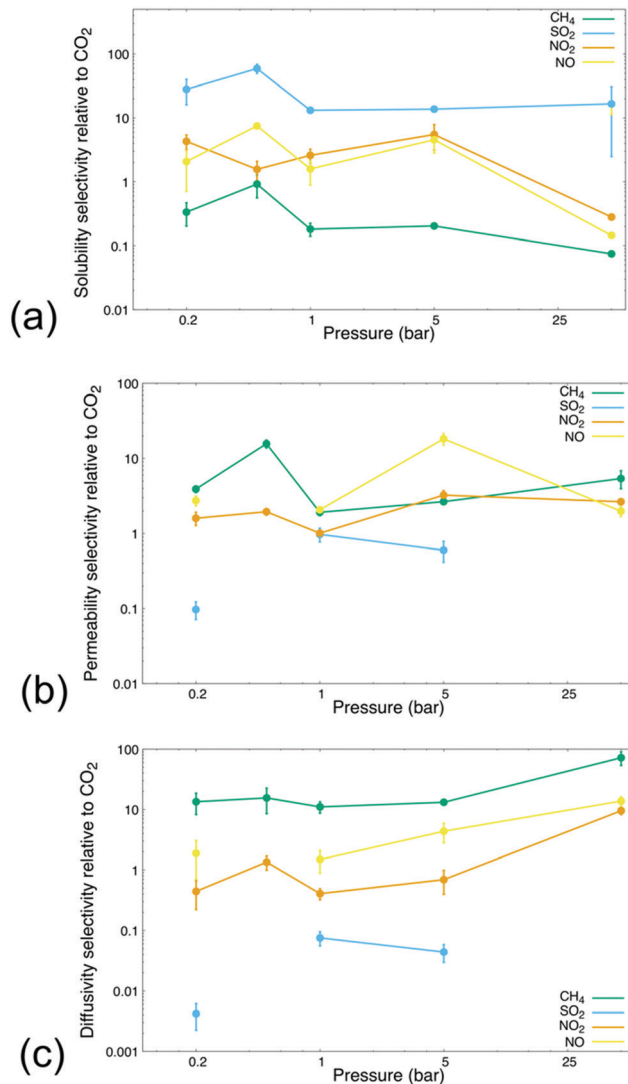 CH4
SO2
NO2
NO
100
10
1
0.1
0.01
Solubility selectivity relative to CO2
0.2 1 5 25
Pressure (bar)
(a)
CH4
SO2
NO2
NO
100
10
1
0.1
0.01
Permeability selectivity relative to CO2
0.2 1 5 25
Pressure (bar)
(b)
100
10
1
0.1
0.01
0.001
Diffusivity selectivity relative to CO2
CH4
SO2
NO2
NO
0.2 1 5 25
Pressure (bar)
(c)